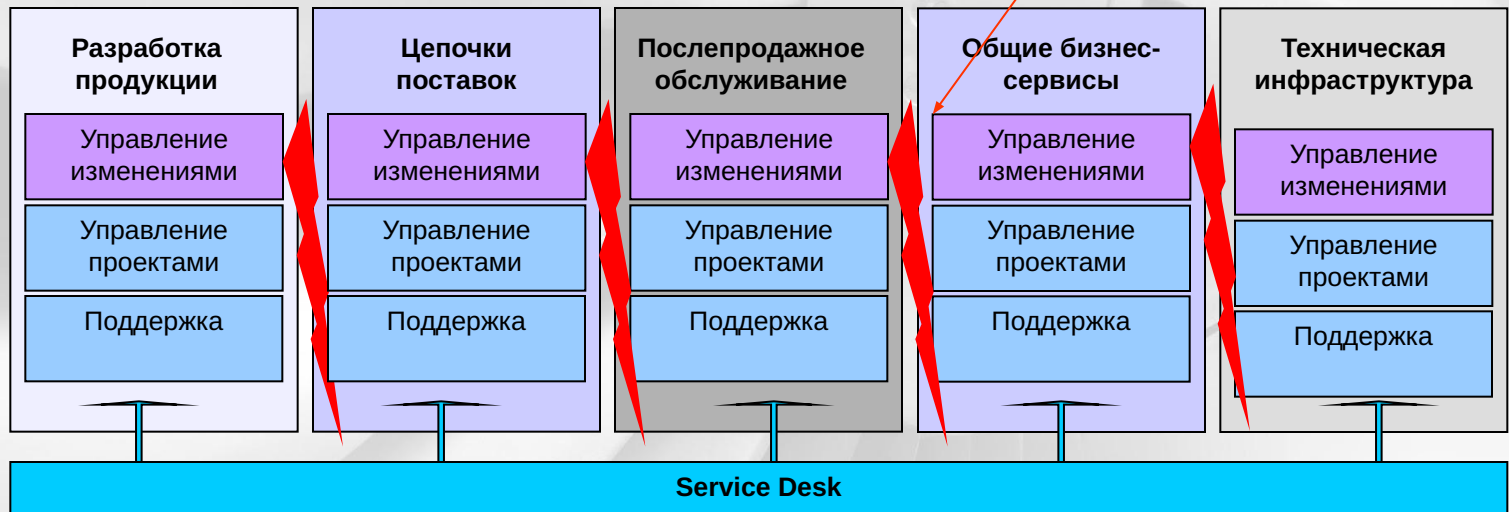 Разработка
продукции
Управление
изменениями
Управление
проектами
Поддержка
Цепочки
поставок
Управление
изменениями
Управление
проектами
Поддержка
Послепродажное
обслуживание
Управление
изменениями
Управление
проектами
Поддержка
Общие бизнес-
сервисы
Управление
изменениями
Управление
проектами
Поддержка
Техническая
инфраструктура
Управление
изменениями
Управление
проектами
Поддержка
Service Desk